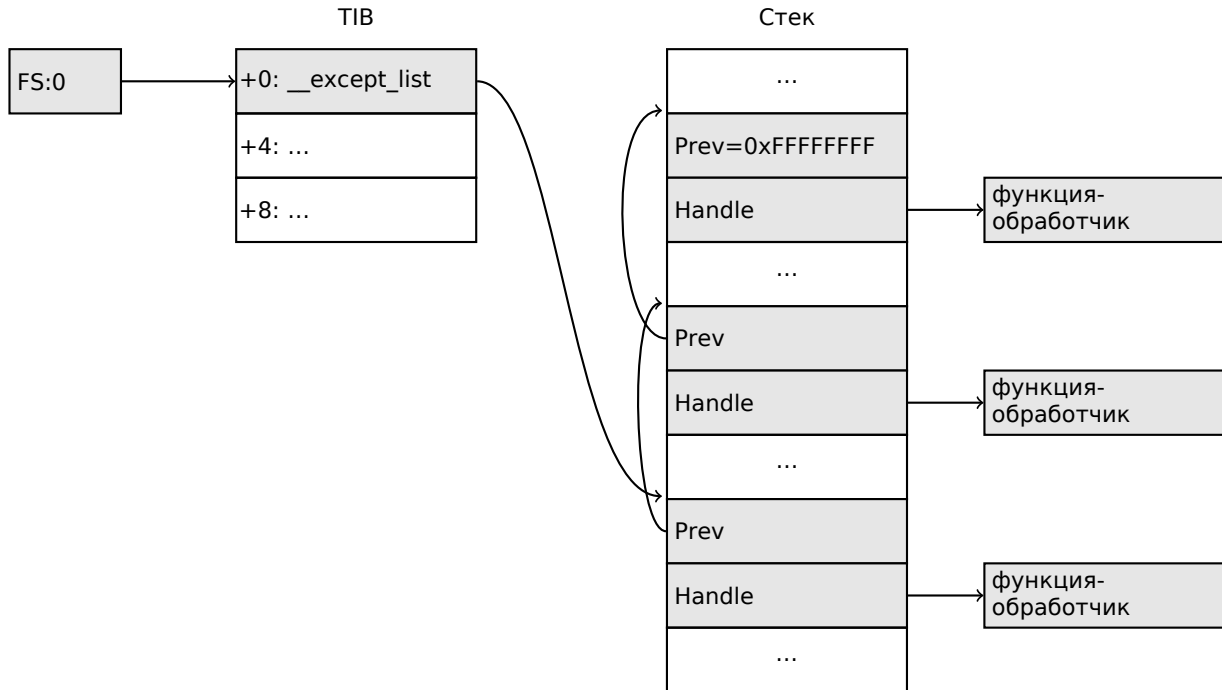 TIB
Стек
FS:0
+0: __except_list
+4: ...
+8: ...
...
Prev=0xFFFFFFFF
Handle
функция-
обработчик
...
Prev
Handle
функция-
обработчик
...
Prev
Handle
функция-
обработчик
...